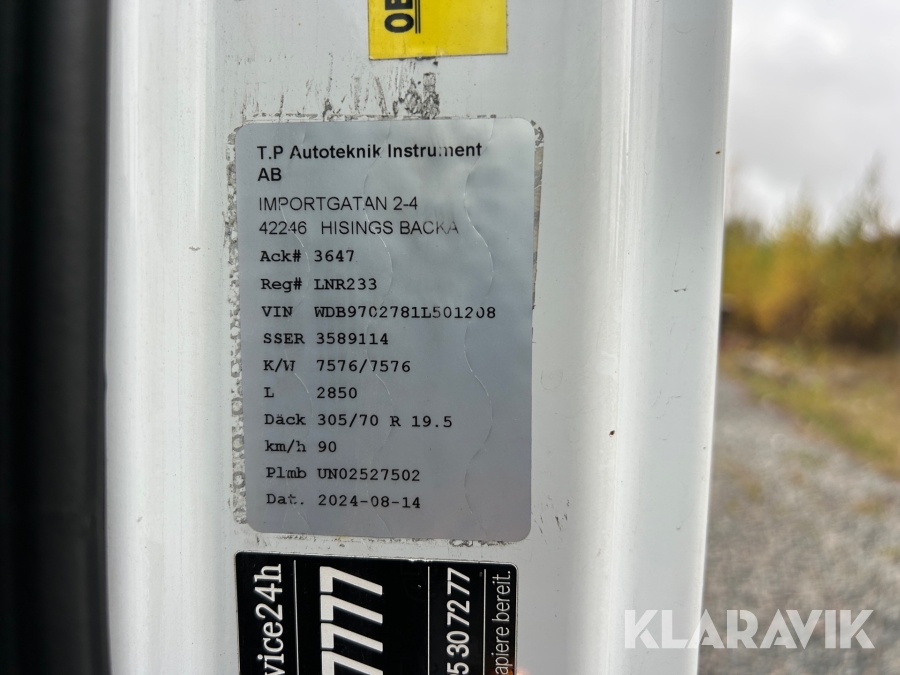 OB
T.P Autoteknik Instrument
AB
IMPORTGATAN 2-4
42246 HISINGS BACKA
Ack# 3647
Reg# LNR233
VIN WDB9702781L501208
SSER 3589114
K/W 7576/7576
L 2850
Däck 305/70 R 19.5
km/h 90
Plmb UN02527502
Dat. 2024-08-14
vice24h
7777
5 30 72 77
apiere bereit.
KLARAVIK